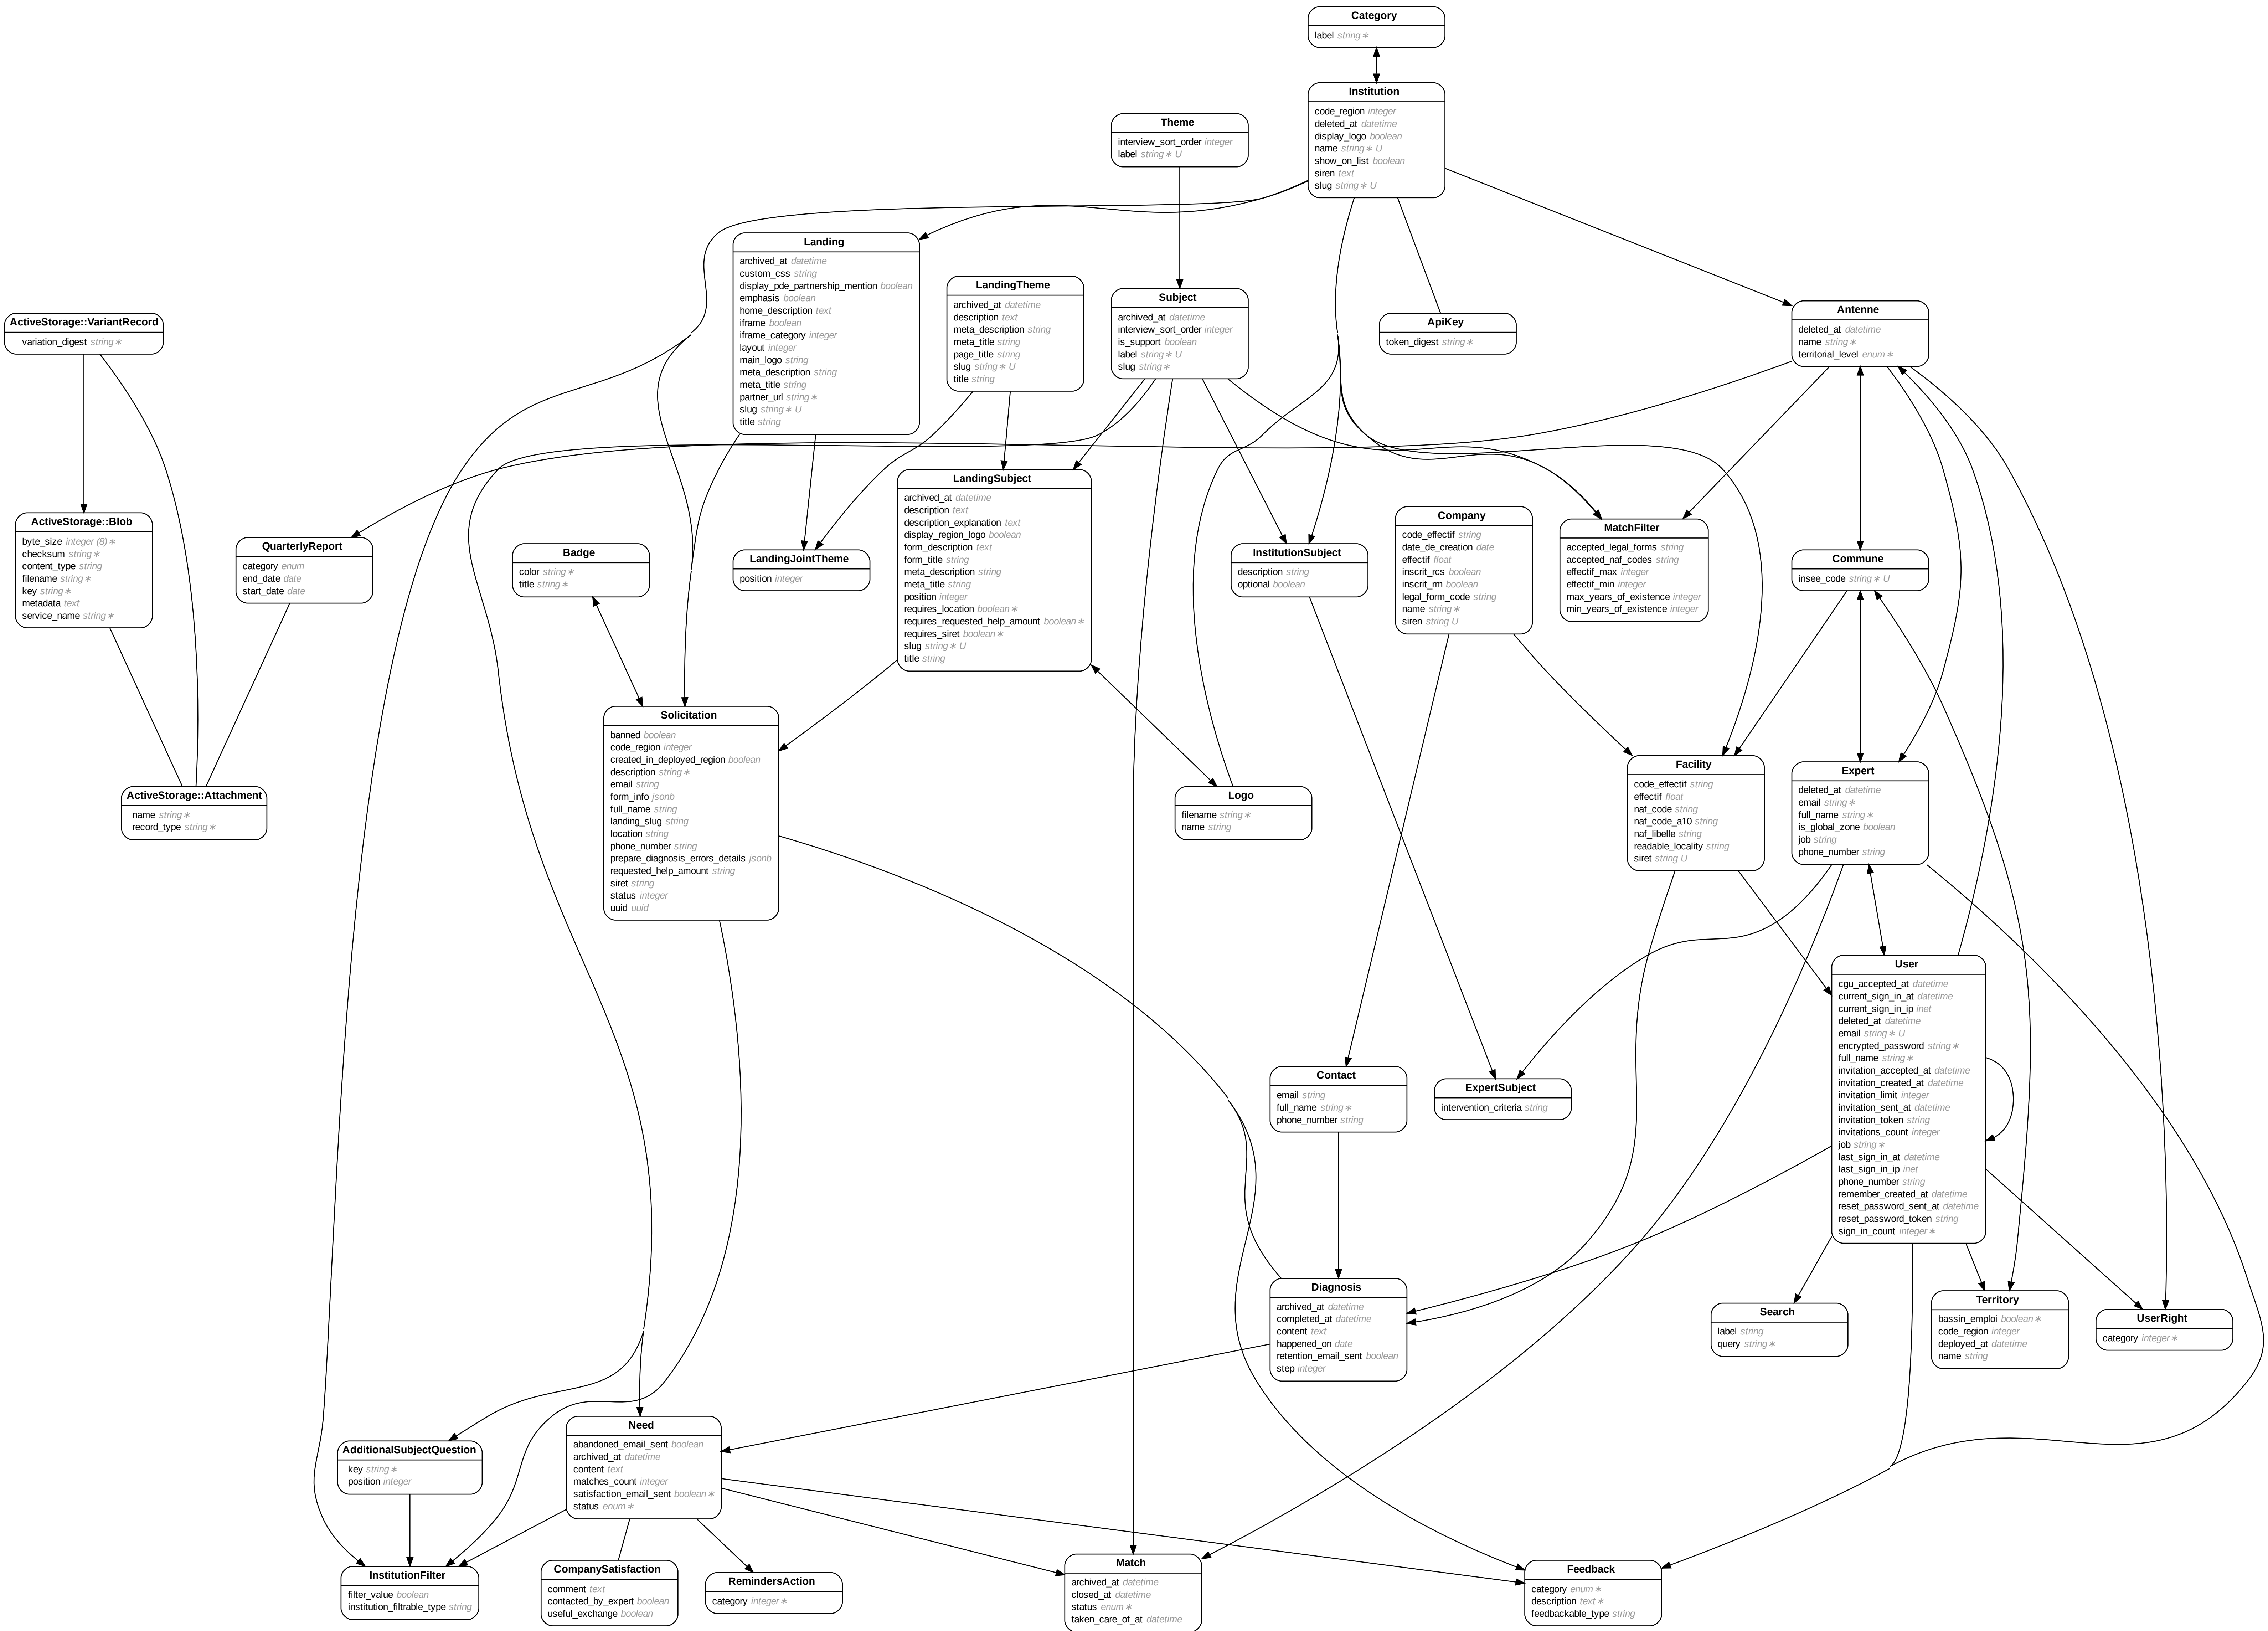 Category
label string∗
Institution
code_region integer
deleted_at datetime
display_logo boolean
name string∗ U
show_on_list boolean
siren text
slug string∗ U
Theme
interview_sort_order integer
label string∗ U
Landing
archived_at datetime
custom_css string
display_pde_partnership_mention boolean
emphasis boolean
home_description text
iframe boolean
iframe_category integer
layout integer
main_logo string
meta_description string
meta_title string
partner_url string∗
slug string∗ U
title string
LandingTheme
archived_at datetime
description text
meta_description string
meta_title string
page_title string
slug string∗ U
title string
Subject
archived_at datetime
interview_sort_order integer
is_support boolean
label string∗ U
slug string∗
ApiKey
token_digest string∗
Antenne
deleted_at datetime
name string∗
territorial_level enum∗
ActiveStorage::VariantRecord
variation_digest string∗
ActiveStorage::Blob
byte_size integer (8)∗
checksum string∗
content_type string
filename string∗
key string∗
metadata text
service_name string∗
QuarterlyReport
category enum
end_date date
start_date date
Badge
color string∗
title string∗
LandingJointTheme
position integer
LandingSubject
archived_at datetime
description text
description_explanation text
display_region_logo boolean
form_description text
form_title string
meta_description string
meta_title string
position integer
requires_location boolean∗
requires_requested_help_amount boolean∗
requires_siret boolean∗
slug string∗ U
title string
InstitutionSubject
description string
optional boolean
Company
code_effectif string
date_de_creation date
effectif float
inscrit_rcs boolean
inscrit_rm boolean
legal_form_code string
name string∗
siren string U
MatchFilter
accepted_legal_forms string
accepted_naf_codes string
effectif_max integer
effectif_min integer
max_years_of_existence integer
min_years_of_existence integer
Commune
insee_code string∗ U
Solicitation
banned boolean
code_region integer
created_in_deployed_region boolean
description string∗
email string
form_info jsonb
full_name string
landing_slug string
location string
phone_number string
prepare_diagnosis_errors_details jsonb
requested_help_amount string
siret string
status integer
uuid uuid
ActiveStorage::Attachment
name string∗
record_type string∗
Logo
filename string∗
name string
Facility
code_effectif string
effectif float
naf_code string
naf_code_a10 string
naf_libelle string
readable_locality string
siret string U
Expert
deleted_at datetime
email string∗
full_name string∗
is_global_zone boolean
job string
phone_number string
User
cgu_accepted_at datetime
current_sign_in_at datetime
current_sign_in_ip inet
deleted_at datetime
email string∗ U
encrypted_password string∗
full_name string∗
invitation_accepted_at datetime
invitation_created_at datetime
invitation_limit integer
invitation_sent_at datetime
invitation_token string
invitations_count integer
job string∗
last_sign_in_at datetime
last_sign_in_ip inet
phone_number string
remember_created_at datetime
reset_password_sent_at datetime
reset_password_token string
sign_in_count integer∗
Contact
email string
full_name string∗
phone_number string
ExpertSubject
intervention_criteria string
Diagnosis
archived_at datetime
completed_at datetime
content text
happened_on date
retention_email_sent boolean
step integer
Search
label string
query string∗
Territory
bassin_emploi boolean∗
code_region integer
deployed_at datetime
name string
UserRight
category integer∗
AdditionalSubjectQuestion
key string∗
position integer
Need
abandoned_email_sent boolean
archived_at datetime
content text
matches_count integer
satisfaction_email_sent boolean∗
status enum∗
InstitutionFilter
filter_value boolean
institution_filtrable_type string
CompanySatisfaction
comment text
contacted_by_expert boolean
useful_exchange boolean
RemindersAction
category integer∗
Match
archived_at datetime
closed_at datetime
status enum∗
taken_care_of_at datetime
Feedback
category enum∗
description text∗
feedbackable_type string